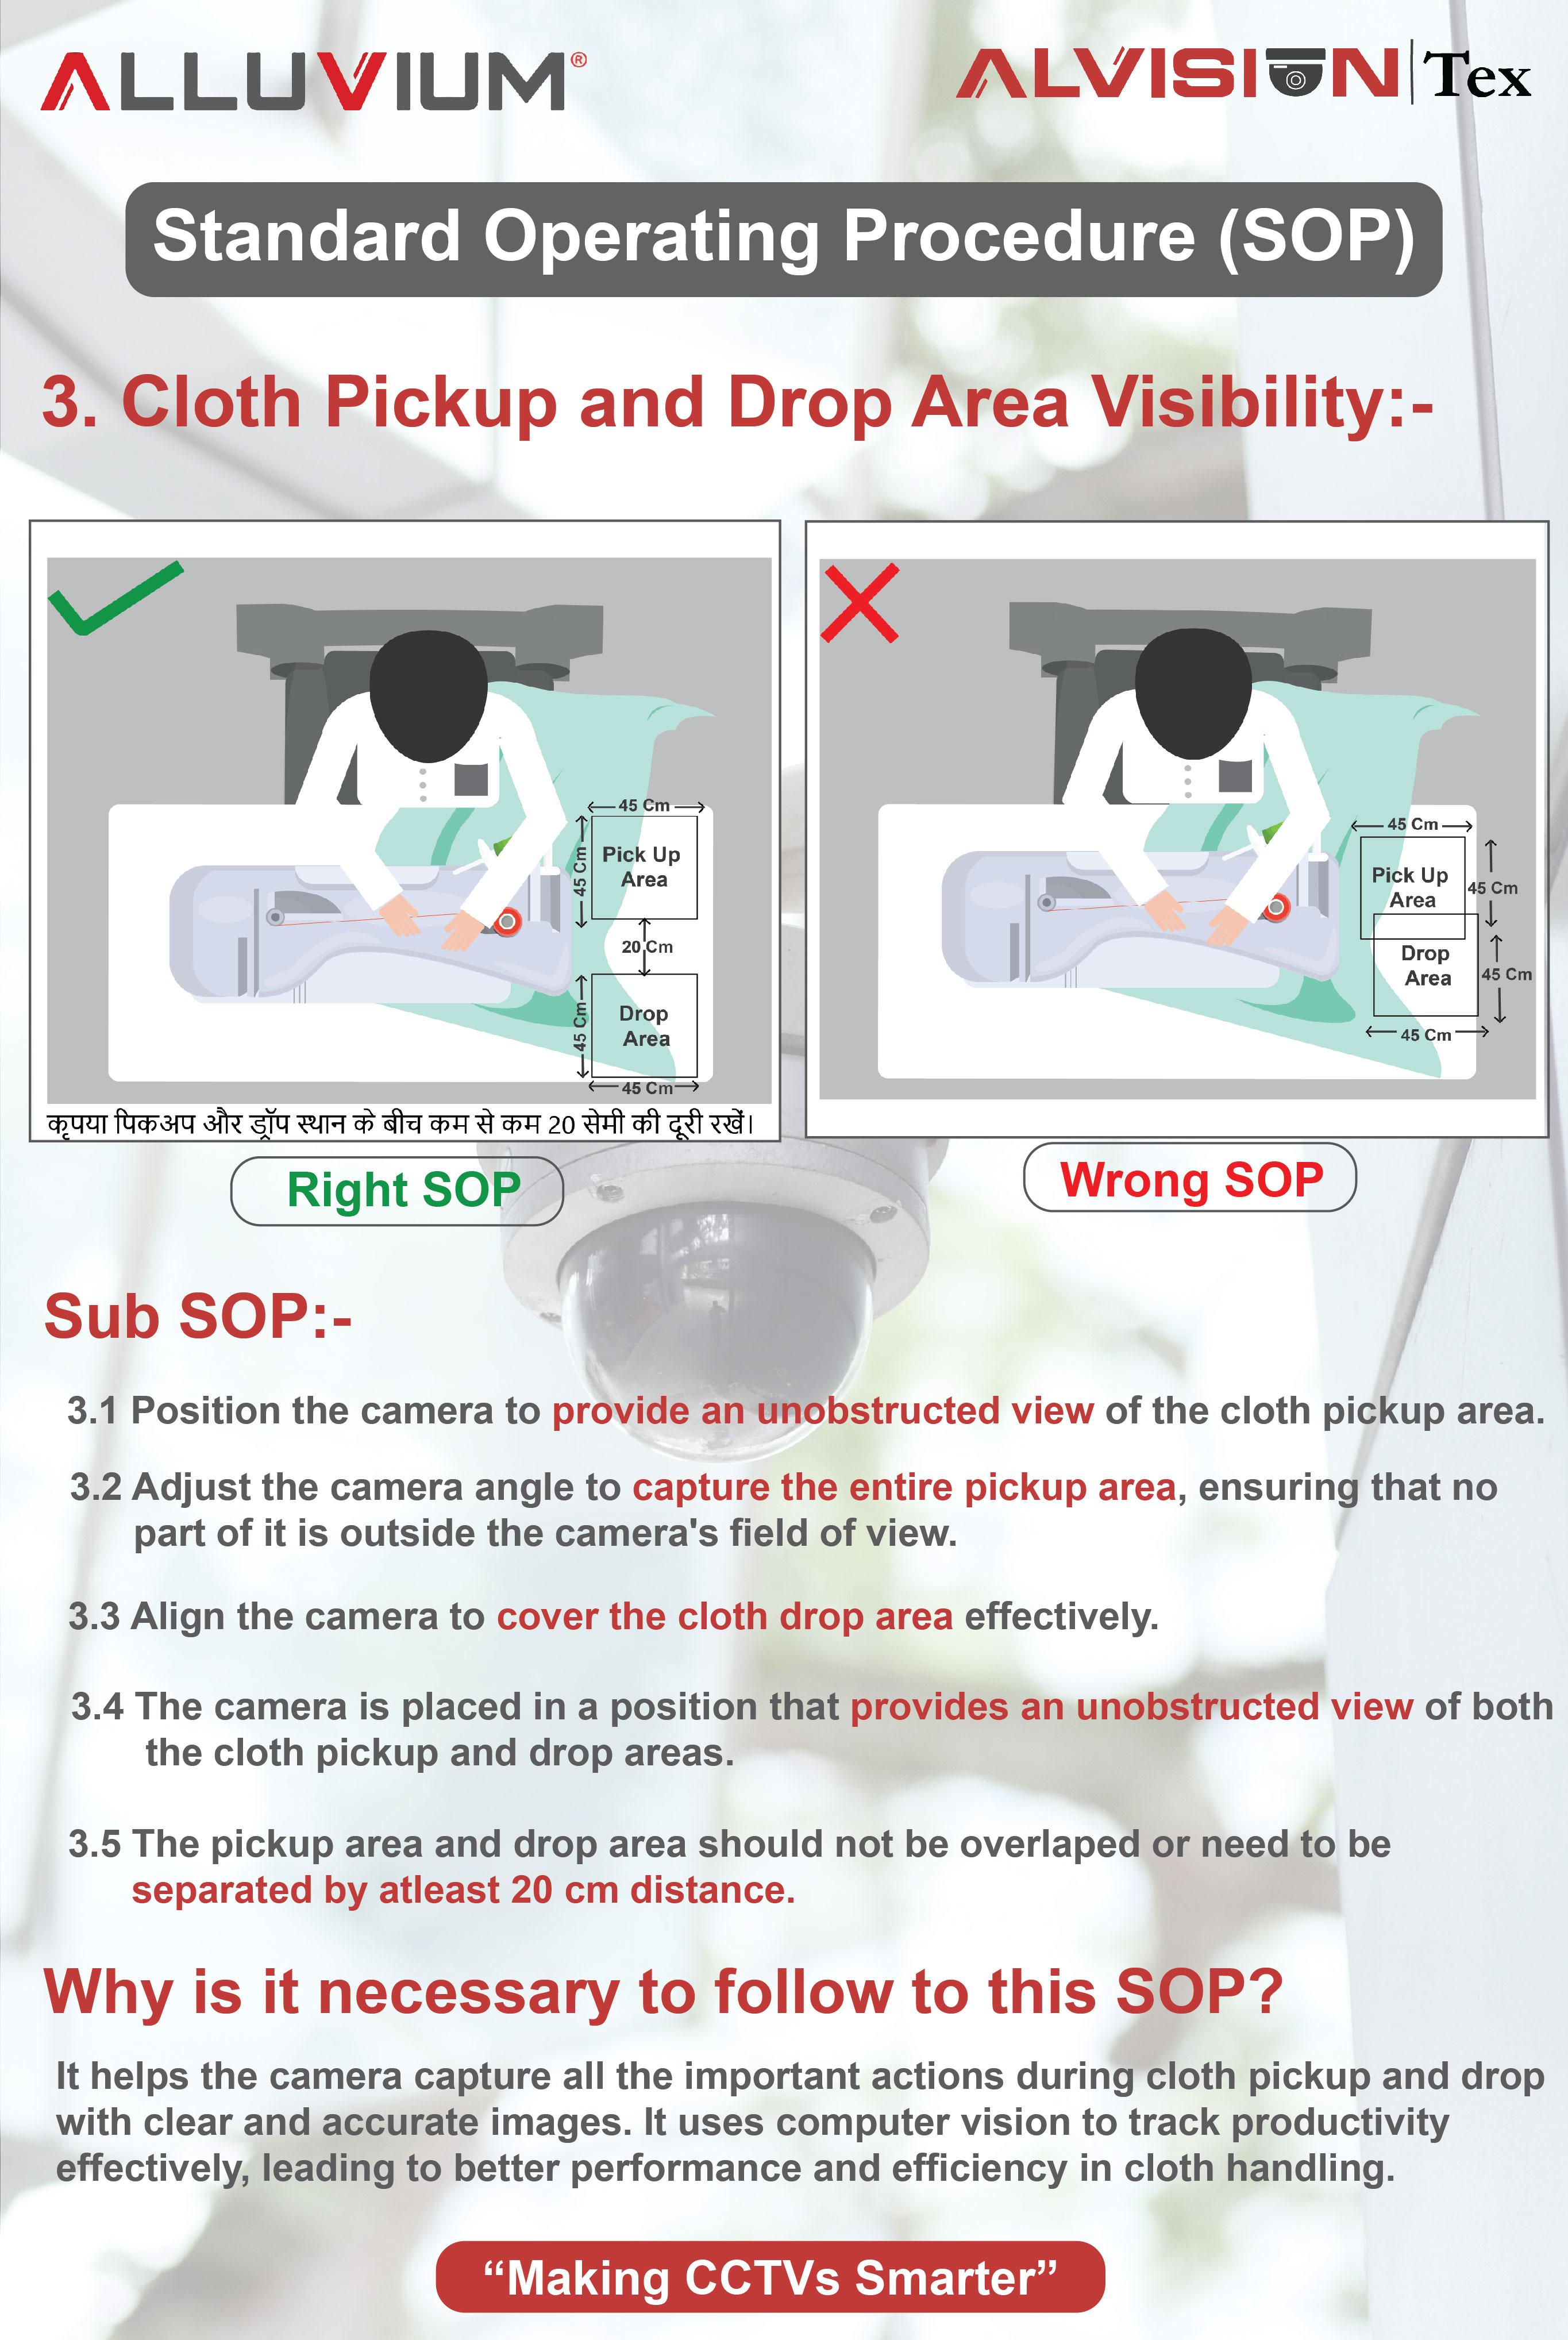 ALLUVIUM®
ALVISION | Tex
Standard Operating Procedure (SOP)
3. Cloth Pickup and Drop Area Visibility:-
45 Cm
45 Cm
Pick Up
Area
20 Cm
45 Cm
Drop
Area
45 Cm
कृपया पिकअप और ड्रॉप स्थान के बीच कम से कम 20 सेमी की दूरी रखें।
Right SOP
45 Cm
Pick Up
Area
45 Cm
Drop
Area
45 Cm
45 Cm
Wrong SOP
Sub SOP:-
3.1 Position the camera to provide an unobstructed view of the cloth pickup area.
3.2 Adjust the camera angle to capture the entire pickup area, ensuring that no
part of it is outside the camera's field of view.
3.3 Align the camera to cover the cloth drop area effectively.
3.4 The camera is placed in a position that provides an unobstructed view of both
the cloth pickup and drop areas.
3.5 The pickup area and drop area should not be overlaped or need to be
separated by atleast 20 cm distance.
Why is it necessary to follow to this SOP?
It helps the camera capture all the important actions during cloth pickup and drop
with clear and accurate images. It uses computer vision to track productivity
effectively, leading to better performance and efficiency in cloth handling.
“Making CCTVs Smarter”